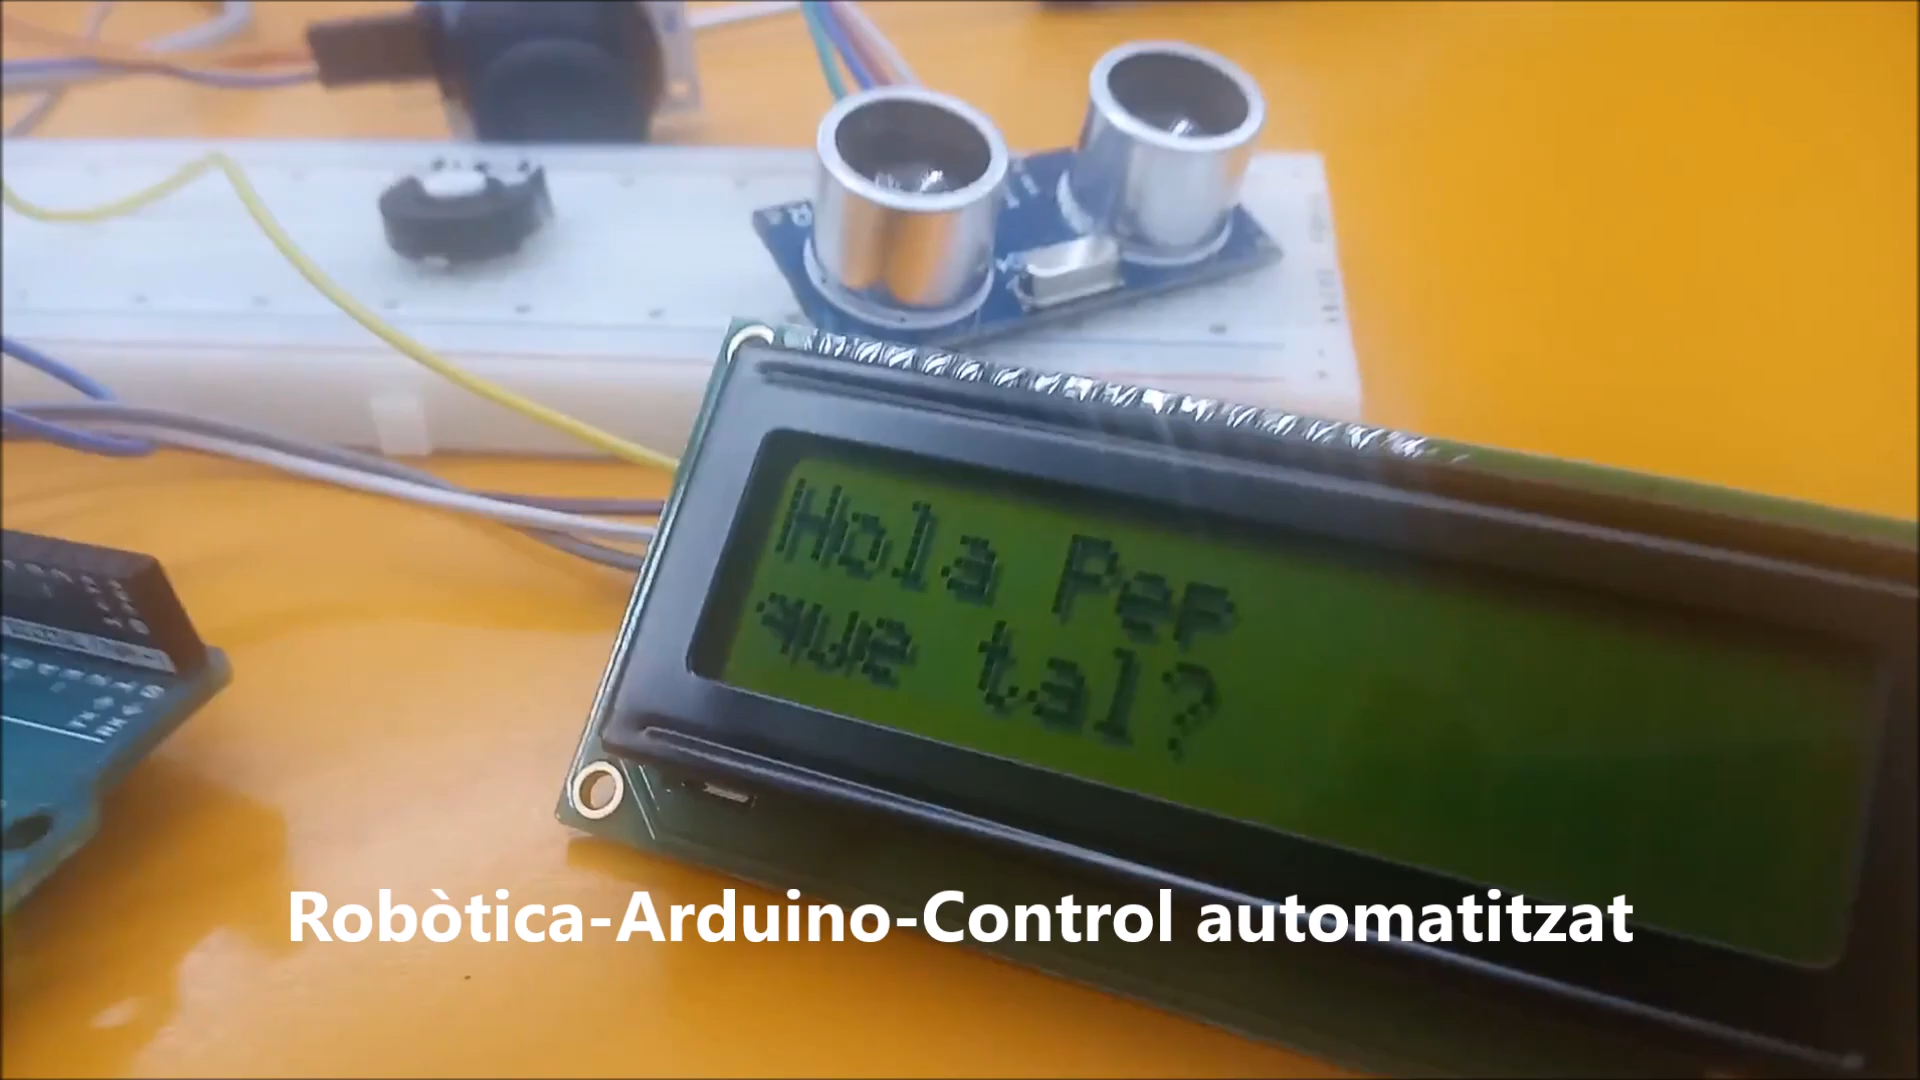 Hola Pep
que tal?
Robòtica-Arduino-Control automatitzat